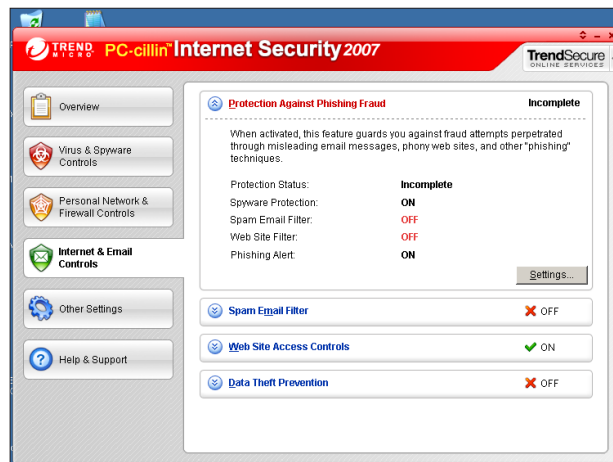 TREND MICRO PC-cillin™ Internet Security 2007
TrendSecure
ONLINE SERVICES
Overview
Virus & Spyware
Controls
Personal Network &
Firewall Controls
Internet & Email
Controls
Other Settings
Help & Support
Protection Against Phishing Fraud Incomplete
When activated, this feature guards you against fraud attempts perpetrated
through misleading email messages, phony web sites, and other "phishing"
techniques.
Protection Status: Incomplete
Spyware Protection: ON
Spam Email Filter: OFF
Web Site Filter: OFF
Phishing Alert: ON
Settings...
Spam Email Filter OFF
Web Site Access Controls ON
Data Theft Prevention OFF